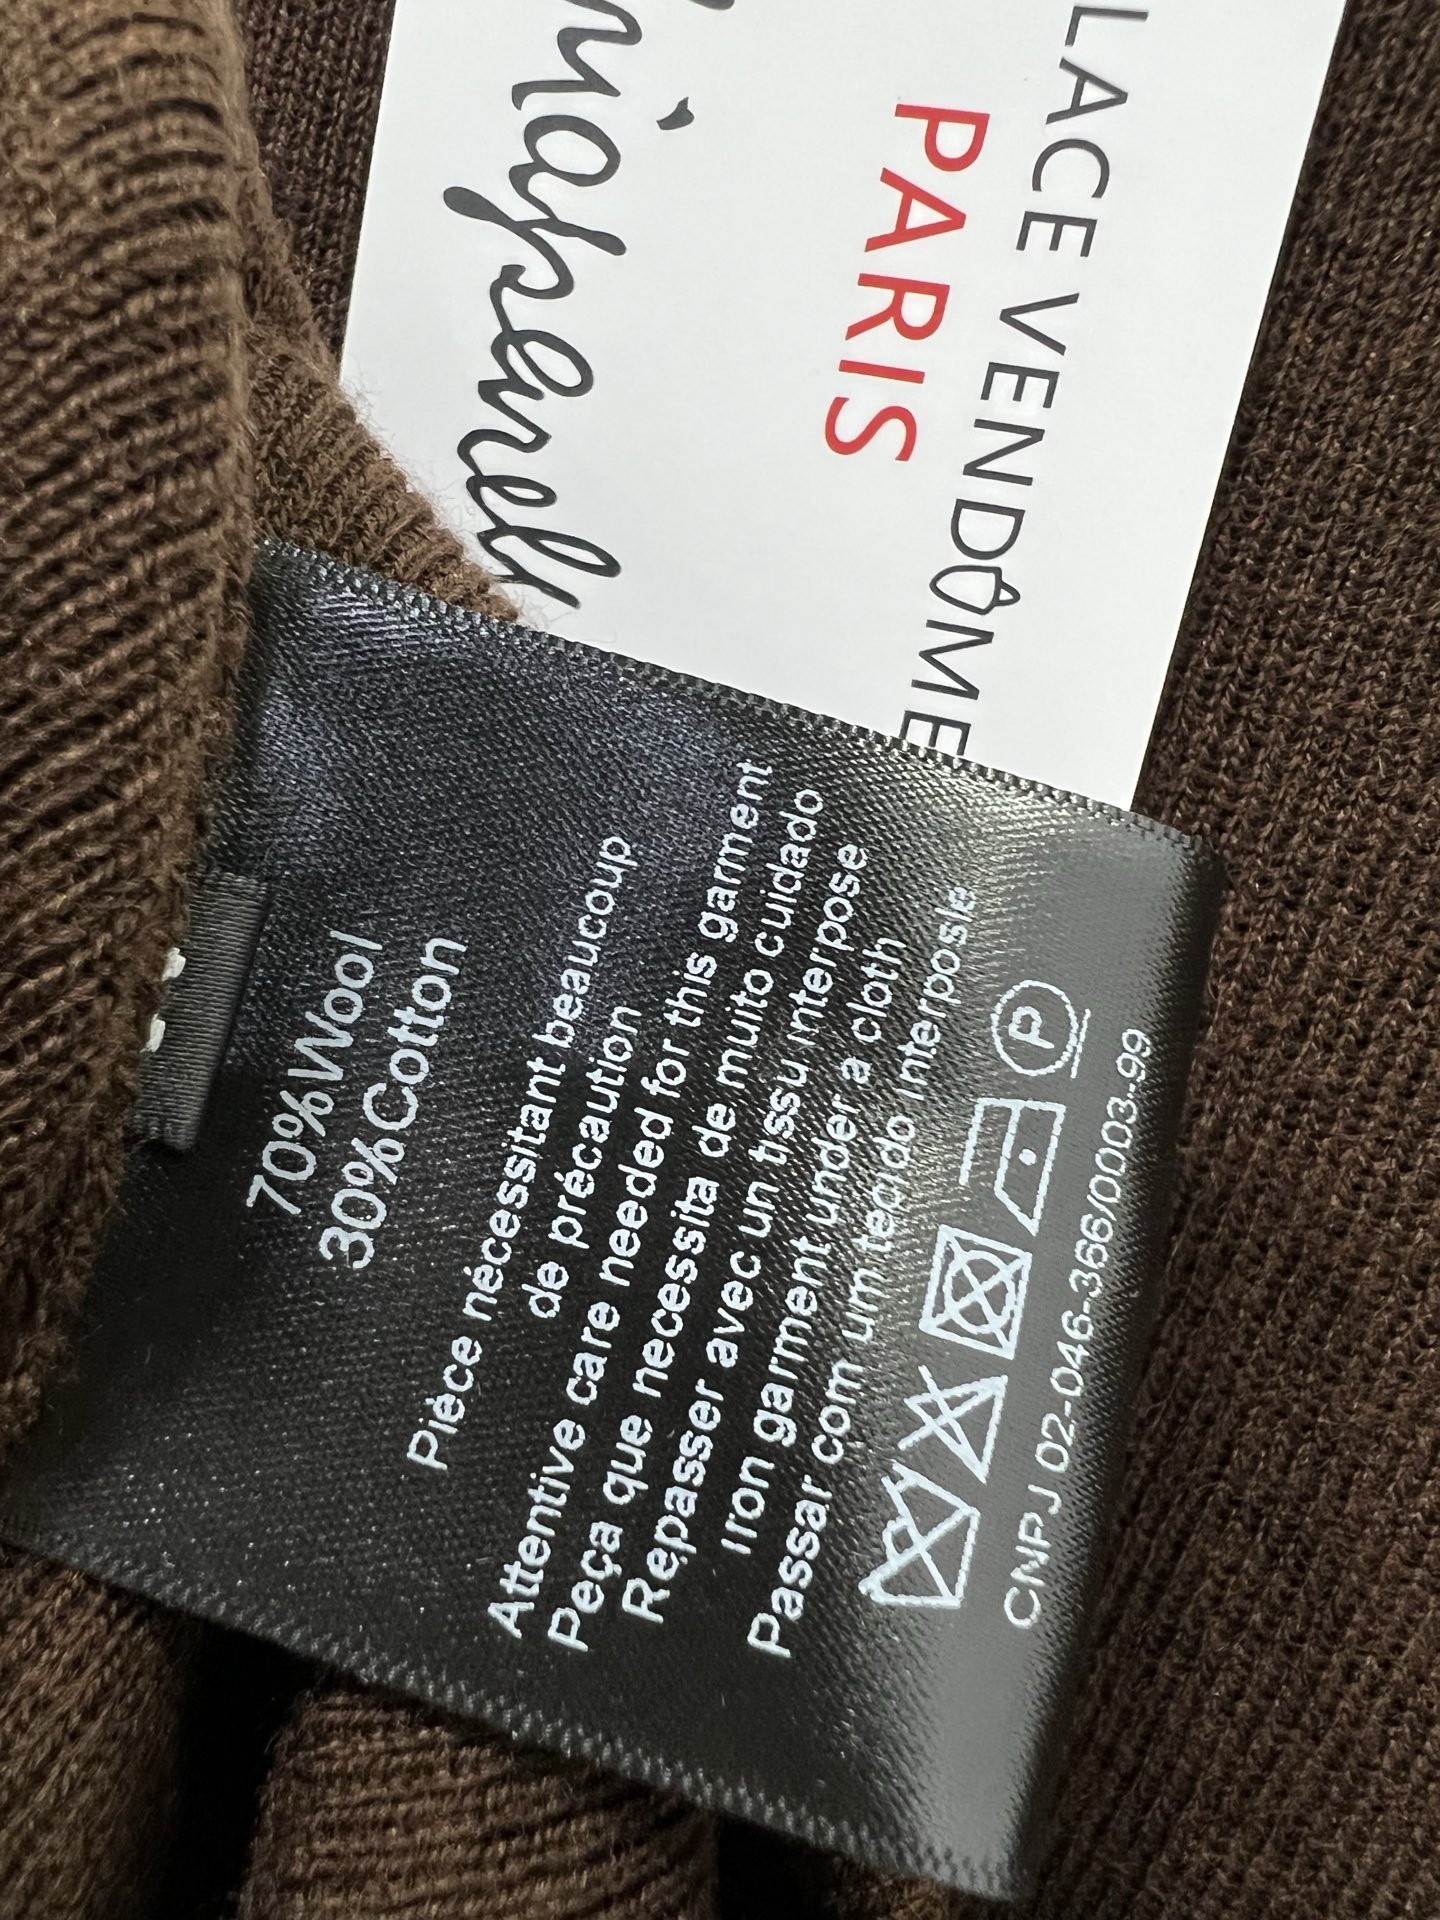 70%Wool
30%Cotton
Pièce nécessitant beaucoup
de précaution
Attentive care needed for this garment
Peça que necessita de muito cuidado
Repasser avec un tissu interpose
Iron garment under a cloth
Passar com um tecido interposle
P
CNPJ 02-046-366/0003-99
LACE VENDÔME
PARIS